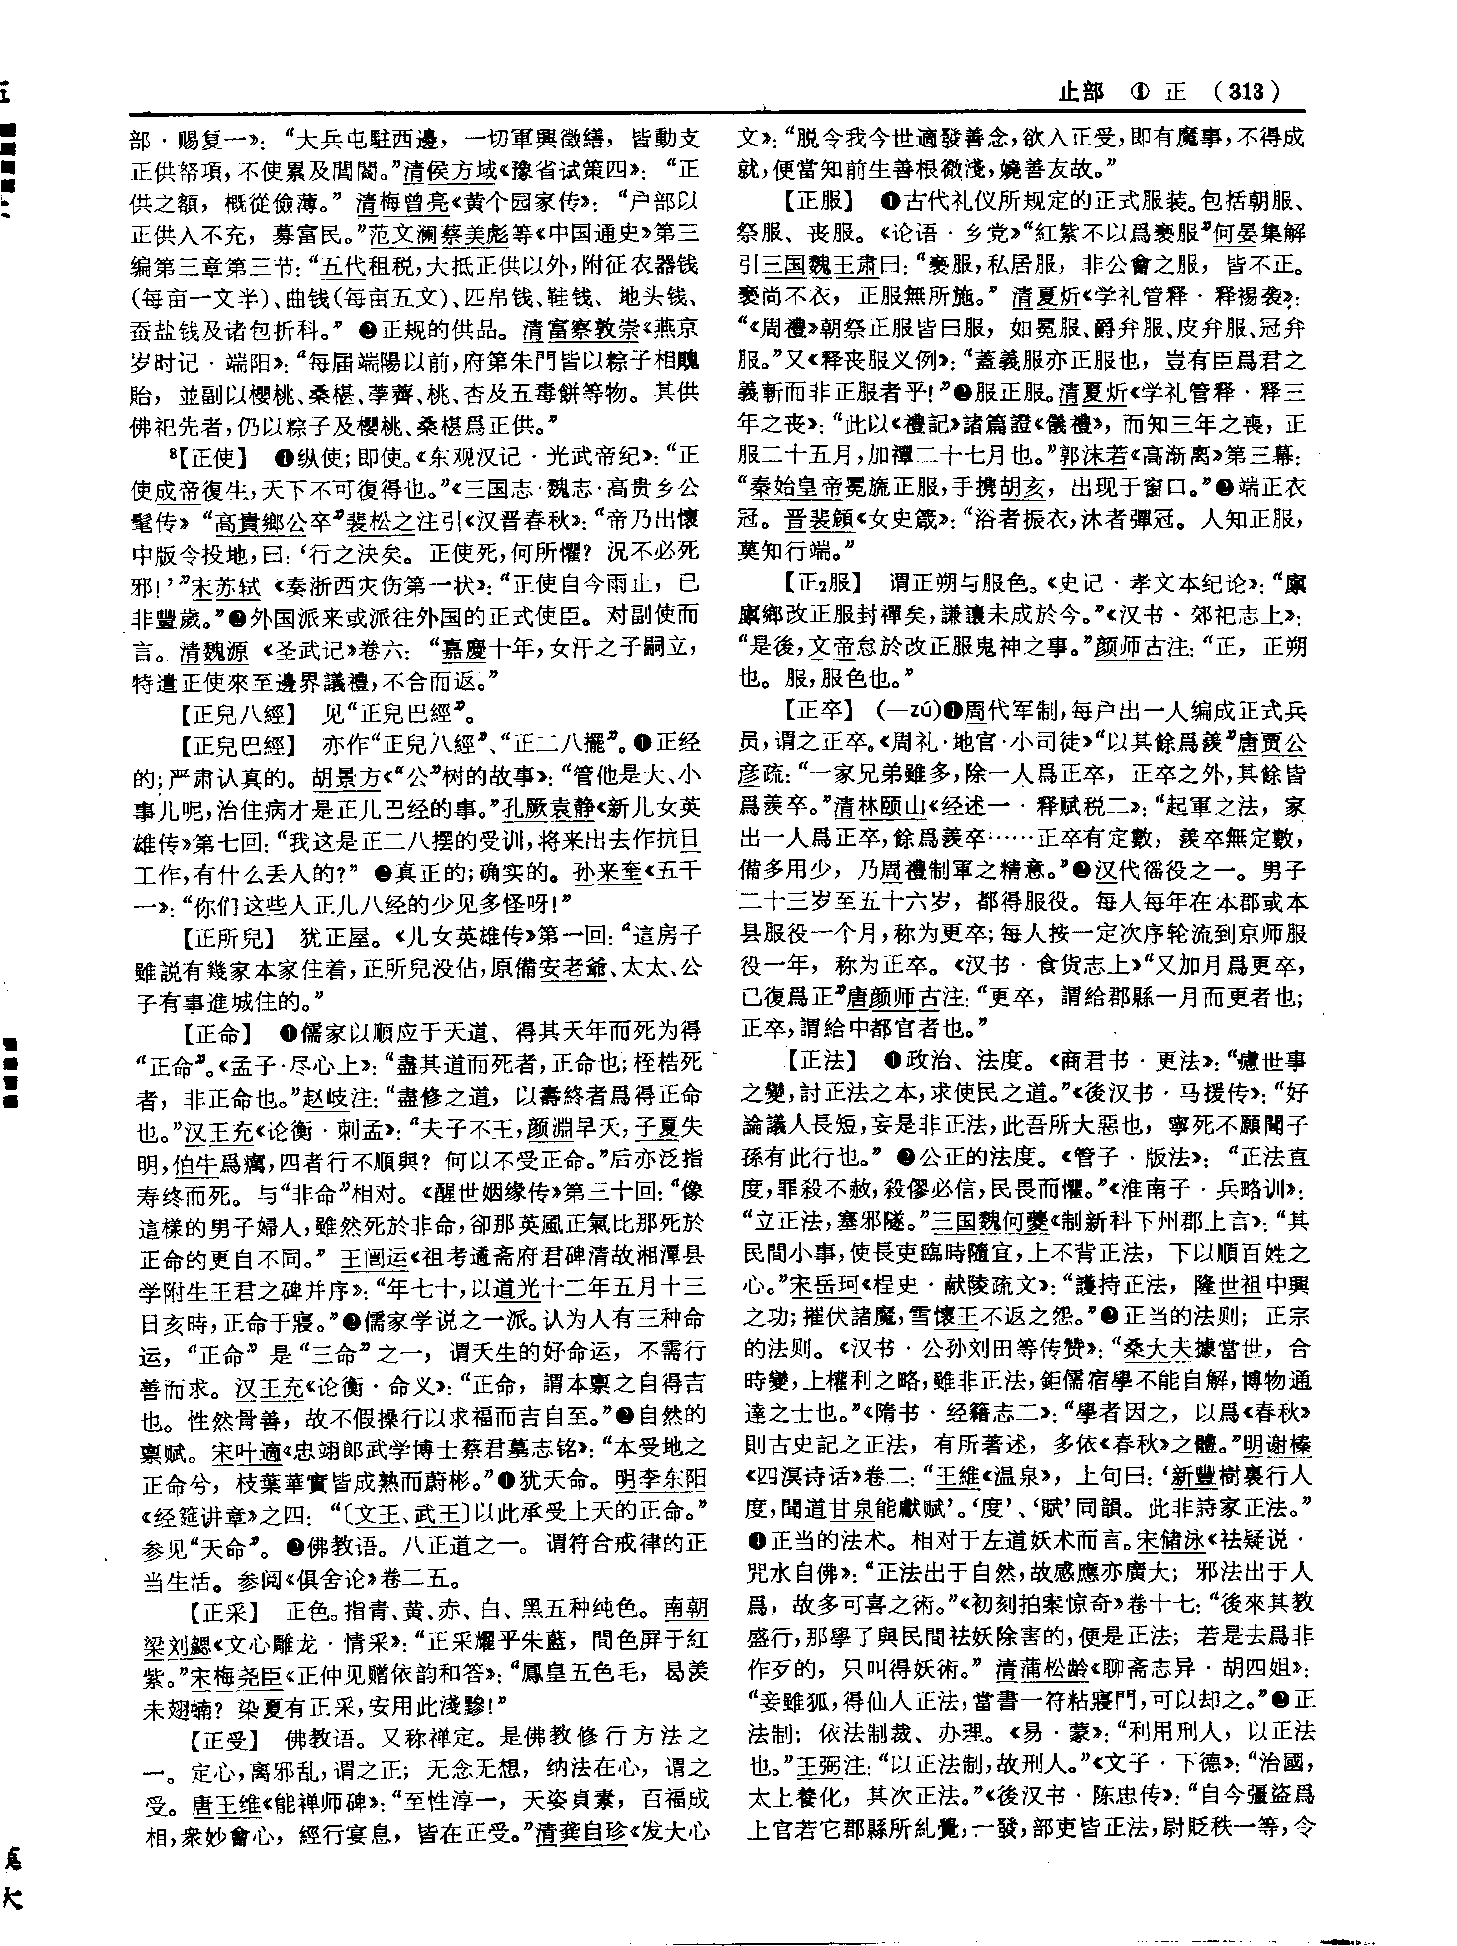 止部 ① 正 (313)
部·赐复一》：“大兵屯駐西邊，一切軍興徵繕，皆動支
正供帑項，不使累及閭閻。”清侯方域《豫省试策四》：“正
供之額，概從儉薄。”清梅曾亮《黄个园家传》：“户部以
正供入不充，募富民。”范文澜蔡美彪等《中国通史》第三
编第三章第三节：“五代租税，大抵正供以外，附征农器钱
(每亩一文半)、曲钱(每亩五文)、匹帛钱、鞋钱、地头钱、
蚕盐钱及诸包折科。”❷正规的供品。清富察敦崇《燕京
岁时记·端阳》：“每届端陽以前，府第朱門皆以粽子相餽
貽，並副以櫻桃、桑椹、荸薺、桃、杏及五毒餅等物。其供
佛祀先者，仍以粽子及櫻桃、桑椹爲正供。”
8【正使】 ❶纵使；即使。《东观汉记·光武帝纪》：“正
使成帝復生，天下不可復得也。”《三国志·魏志·高贵乡公
髦传》“高貴鄉公卒”裴松之注引《汉晋春秋》：“帝乃出懷
中版令投地，曰：‘行之決矣。正使死，何所懼？況不必死
邪！’”宋苏轼《奏浙西灾伤第一状》：“正使自今雨止，已
非豐歲。”❷外国派来或派往外国的正式使臣。对副使而
言。清魏源《圣武记》卷六：“嘉慶十年，女汗之子嗣立，
特遣正使來至邊界議禮，不合而返。”
【正兒八經】 见“正兒巴經”。
【正兒巴經】 亦作“正兒八經”、“正二八擺”。❶正经
的；严肃认真的。胡景方《“公”树的故事》：“管他是大、小
事儿呢，治住病才是正儿巴经的事。”孔厥袁静《新儿女英
雄传》第七回：“我这是正二八摆的受训，将来出去作抗日
工作，有什么丢人的？”❷真正的；确实的。孙来奎《五千
一》：“你们这些人正儿八经的少见多怪呀！”
【正所兒】 犹正屋。《儿女英雄传》第一回：“這房子
雖説有幾家本家住着，正所兒没佔，原備安老爺、太太、公
子有事進城住的。”
【正命】 ❶儒家以顺应于天道、得其天年而死为得
“正命”。《孟子·尽心上》：“盡其道而死者，正命也；桎梏死
者，非正命也。”赵岐注：“盡修之道，以壽終者爲得正命
也。”汉王充《论衡·刺孟》：“夫子不王，颜淵早夭，子夏失
明，伯牛爲癘，四者行不順與？何以不受正命。”后亦泛指
寿终而死。与“非命”相对。《醒世姻缘传》第三十回：“像
這樣的男子婦人，雖然死於非命，卻那英風正氣比那死於
正命的更自不同。”王闿运《祖考遹斋府君碑清故湘潭县
学附生王君之碑并序》：“年七十，以道光十二年五月十三
日亥時，正命于寢。”❷儒家学说之一派。认为人有三种命
运，“正命”是“三命”之一，谓天生的好命运，不需行
善而求。汉王充《论衡·命义》：“正命，謂本禀之自得吉
也。性然骨善，故不假操行以求福而吉自至。”❸自然的
禀赋。宋叶適《忠翊郎武学博士蔡君墓志铭》：“本受地之
正命兮，枝葉華實皆成熟而蔚彬。”❹犹天命。明李东阳
《经筵讲章》之四：“〔文王、武王〕以此承受上天的正命。”
参见“天命”。❺佛教语。八正道之一。谓符合戒律的正
当生活。参阅《俱舍论》卷二五。
【正采】 正色。指青、黄、赤、白、黑五种纯色。南朝
梁刘勰《文心雕龙·情采》：“正采耀乎朱藍，間色屏于紅
紫。”宋梅尧臣《正仲见赠依韵和答》：“鳳皇五色毛，曷羡
未翅蝻？染夏有正采，安用此淺黲！”
【正受】 佛教语。又称禅定。是佛教修行方法之
一。定心，离邪乱，谓之正；无念无想，纳法在心，谓之
受。唐王维《能禅师碑》：“至性淳一，天姿貞素，百福成
相，衆妙會心，經行宴息，皆在正受。”清龚自珍《发大心
文》：“脱令我今世適發善念，欲入正受，即有魔事，不得成
就，便當知前生善根微淺，嬈善友故。”
【正服】 ❶古代礼仪所规定的正式服装。包括朝服、
祭服、丧服。《论语·乡党》“紅紫不以爲褻服”何晏集解
引三国魏王肃曰：“褻服，私居服，非公會之服，皆不正。
褻尚不衣，正服無所施。”清夏炘《学礼管释·释裼袭》：
“《周禮》朝祭正服皆曰服，如冕服、爵弁服、皮弁服、冠弁
服。”又《释丧服义例》：“蓋義服亦正服也，豈有臣爲君之
義斬而非正服者乎！”❷服正服。清夏炘《学礼管释·释三
年之丧》：“此以《禮記》諸篇證《儀禮》，而知三年之喪，正
服二十五月，加禫二十七月也。”郭沫若《高渐离》第三幕：
“秦始皇帝冕旒正服，手携胡亥，出现于窗口。”❸端正衣
冠。晋裴頠《女史箴》：“浴者振衣，沐者彈冠。人知正服，
莫知行端。”
【正2服】 谓正朔与服色。《史记·孝文本纪论》：“廩
廩鄉改正服封禪矣，謙讓未成於今。”《汉书·郊祀志上》：
“是後，文帝怠於改正服鬼神之事。”颜师古注：“正，正朔
也。服，服色也。”
【正卒】 (—zú)❶周代军制，每户出一人编成正式兵
员，谓之正卒。《周礼·地官·小司徒》“以其餘爲羨”唐贾公
彦疏：“一家兄弟雖多，除一人爲正卒，正卒之外，其餘皆
爲羨卒。”清林颐山《经述一·释赋税二》：“起軍之法，家
出一人爲正卒，餘爲羨卒……正卒有定數，羨卒無定數，
備多用少，乃周禮制軍之精意。”❷汉代徭役之一。男子
二十三岁至五十六岁，都得服役。每人每年在本郡或本
县服役一个月，称为更卒；每人按一定次序轮流到京师服
役一年，称为正卒。《汉书·食货志上》“又加月爲更卒，
已復爲正”唐颜师古注：“更卒，謂給郡縣一月而更者也；
正卒，謂給中都官者也。”
【正法】 ❶政治、法度。《商君书·更法》：“慮世事
之變，討正法之本，求使民之道。”《後汉书·马援传》：“好
論議人長短，妄是非正法，此吾所大惡也，寧死不願聞子
孫有此行也。”❷公正的法度。《管子·版法》：“正法直
度，罪殺不赦，殺僇必信，民畏而懼。”《淮南子·兵略训》：
“立正法，塞邪隧。”三国魏何夔《制新科下州郡上言》：“其
民間小事，使長吏臨時隨宜，上不背正法，下以順百姓之
心。”宋岳珂《桯史·献陵疏文》：“護持正法，隆世祖中興
之功；摧伏諸魔，雪懷王不返之怨。”❸正当的法则；正宗
的法则。《汉书·公孙刘田等传赞》：“桑大夫據當世，合
時變，上權利之略，雖非正法，鉅儒宿學不能自解，博物通
達之士也。”《隋书·经籍志二》：“學者因之，以爲《春秋》
則古史記之正法，有所著述，多依《春秋》之體。”明谢榛
《四溟诗话》卷二：“王維《温泉》，上句曰：‘新豐樹裏行人
度，聞道甘泉能獻赋’。‘度’、‘賦’同韻。此非詩家正法。”
❹正当的法术。相对于左道妖术而言。宋储泳《祛疑说·
咒水自佛》：“正法出于自然，故感應亦廣大；邪法出于人
爲，故多可喜之術。”《初刻拍案惊奇》卷十七：“後來其教
盛行，那學了與民間祛妖除害的，便是正法；若是去爲非
作歹的，只叫得妖術。”清蒲松龄《聊斋志异·胡四姐》：
“妾雖狐，得仙人正法，當書一符粘寢門，可以却之。”❺正
法制；依法制裁、办理。《易·蒙》：“利用刑人，以正法
也。”王弼注：“以正法制，故刑人。”《文子·下德》：“治國，
太上養化，其次正法。”《後汉书·陈忠传》：“自今彊盜爲
上官若它郡縣所糺覺，一發，部吏皆正法，尉貶秩一等，令